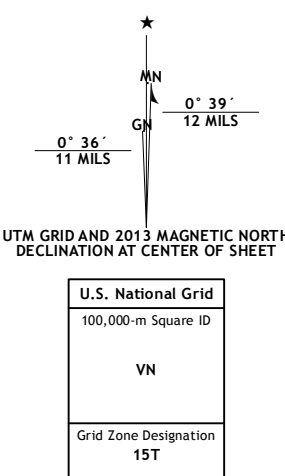 ★
MN
0° 39´
GN
12 MILS
0° 36´
11 MILS
UTM GRID AND 2013 MAGNETIC NORTH
DECLINATION AT CENTER OF SHEET
U.S. National Grid
100,000-m Square ID
VN
Grid Zone Designation
15T